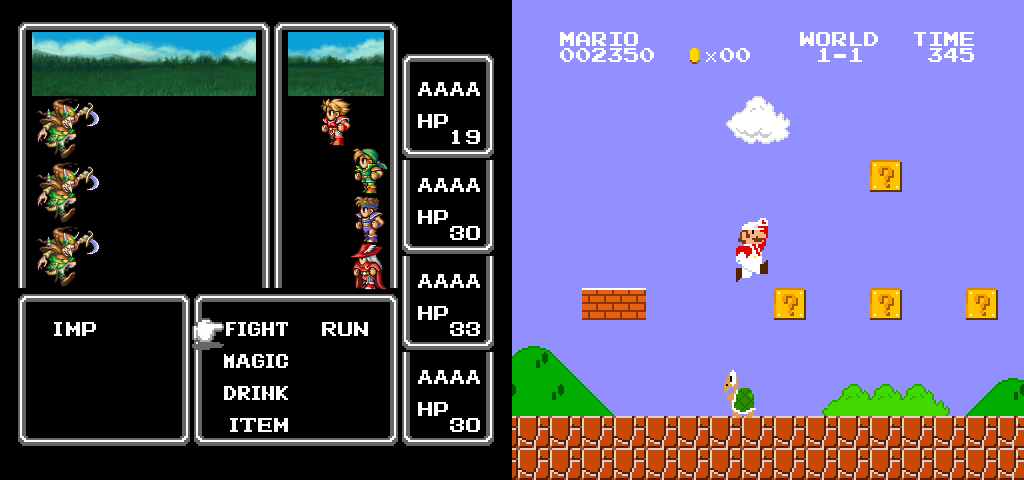 AAAA
HP
19
AAAA
HP
30
AAAA
HP
33
AAAA
HP
30
IMP
FIGHT RUN
MAGIC
DRINK
ITEM
MARIO WORLD TIME
002350 ×00 1-1 345
?
? ? ?